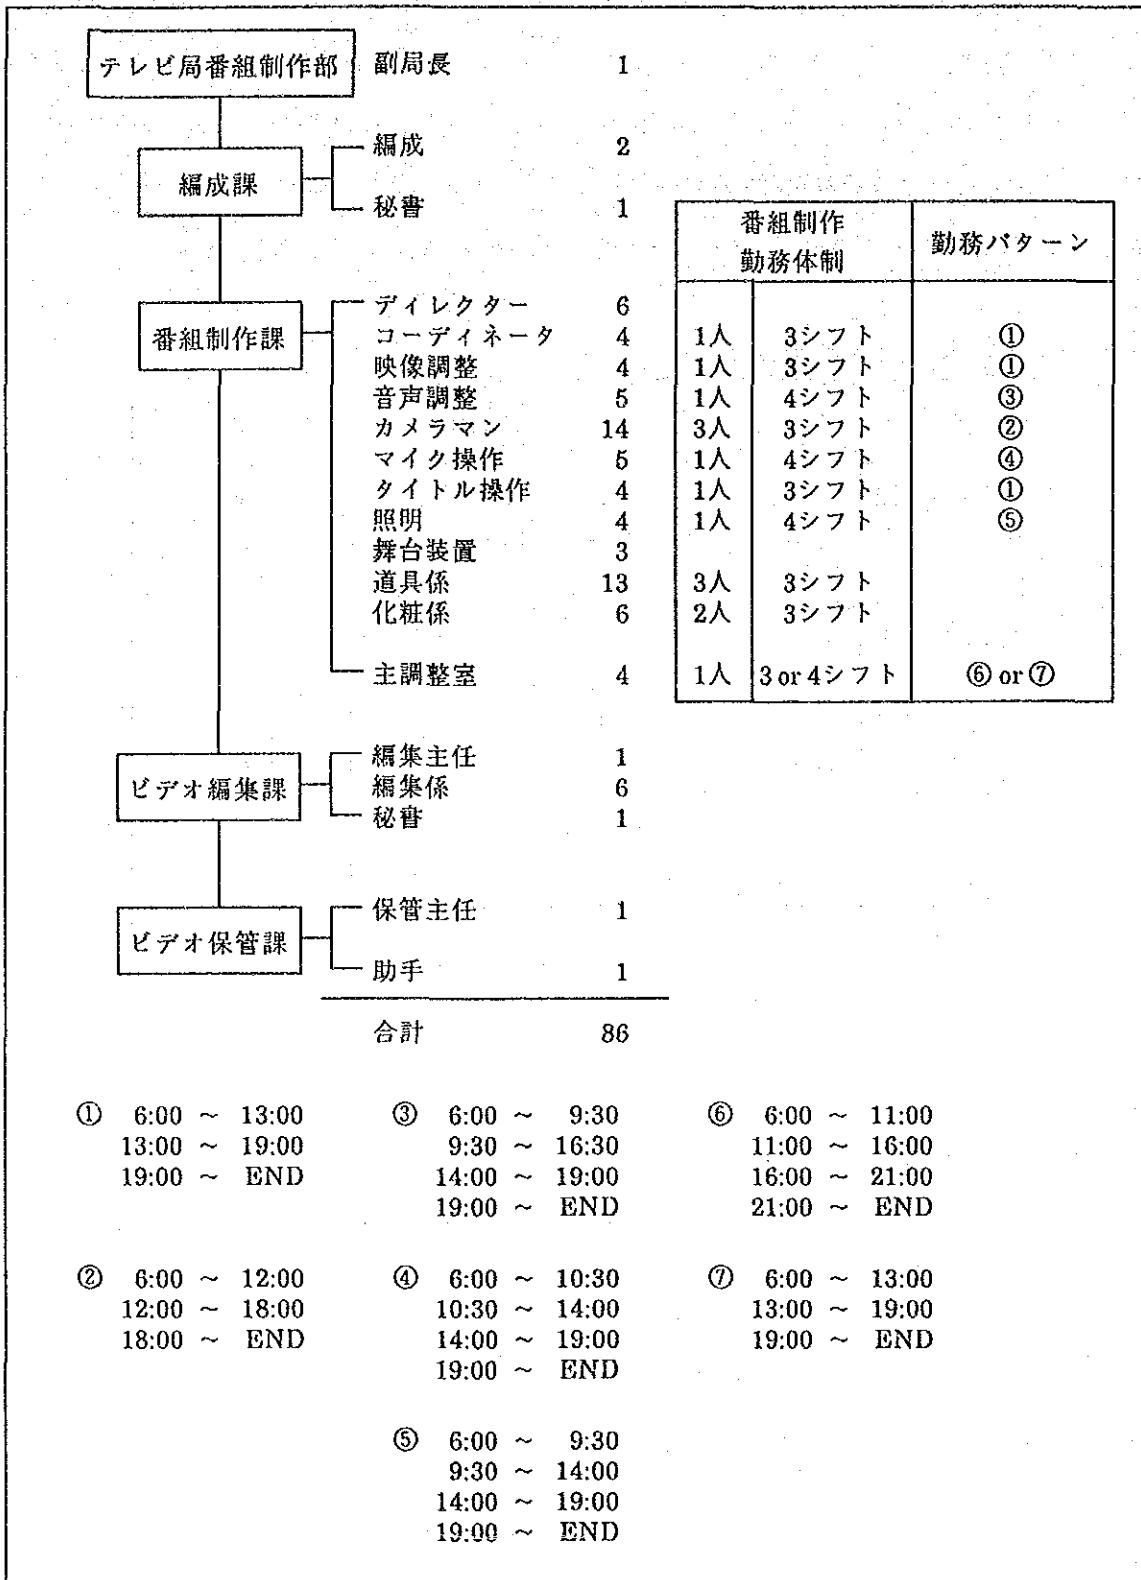 テレビ局番組制作部 副局長 1
編成 2
編成課
秘書 1
番組制作勤務体制 勤務パターン
ディレクター 6
番組制作課 コーディネータ 4 1人 3シフト ①
映像調整 4 1人 3シフト ①
音声調整 5 1人 4シフト ③
カメラマン 14 3人 3シフト ②
マイク操作 5 1人 4シフト ④
タイトル操作 4 1人 3シフト ①
照明 4 1人 4シフト ⑤
舞台装置 3
道具係 13 3人 3シフト
化粧係 6 2人 3シフト
主調整室 4 1人 3 or 4シフト ⑥ or ⑦
編集主任 1
ビデオ編集課 編集係 6
秘書 1
保管主任 1
ビデオ保管課
助手 1
合計 86
① 6:00 ~ 13:00
13:00 ~ 19:00
19:00 ~ END
③ 6:00 ~ 9:30
9:30 ~ 16:30
14:00 ~ 19:00
19:00 ~ END
⑥ 6:00 ~ 11:00
11:00 ~ 16:00
16:00 ~ 21:00
21:00 ~ END
② 6:00 ~ 12:00
12:00 ~ 18:00
18:00 ~ END
④ 6:00 ~ 10:30
10:30 ~ 14:00
14:00 ~ 19:00
19:00 ~ END
⑦ 6:00 ~ 13:00
13:00 ~ 19:00
19:00 ~ END
⑤ 6:00 ~ 9:30
9:30 ~ 14:00
14:00 ~ 19:00
19:00 ~ END